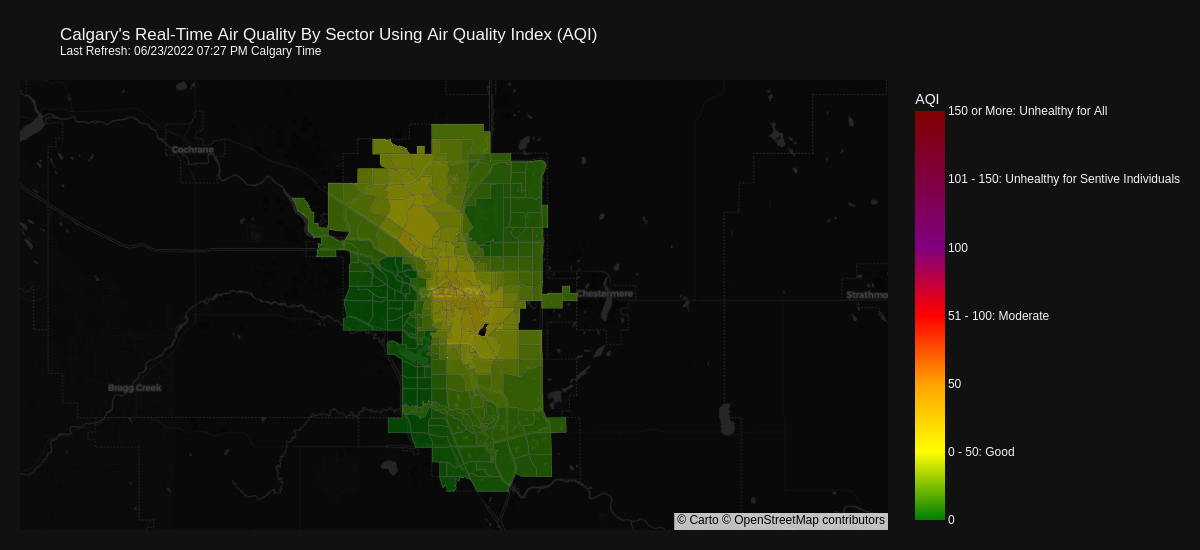 Calgary's Real-Time Air Quality By Sector Using Air Quality Index (AQI)
Last Refresh: 06/23/2022 07:27 PM Calgary Time
AQI
150 or More: Unhealthy for All
Cochrane
101 - 150: Unhealthy for Sentive Individuals
100
Chestermere
Strathmo
51 - 100: Moderate
Bragg Creek
50
0 - 50: Good
0
© Carto © OpenStreetMap contributors